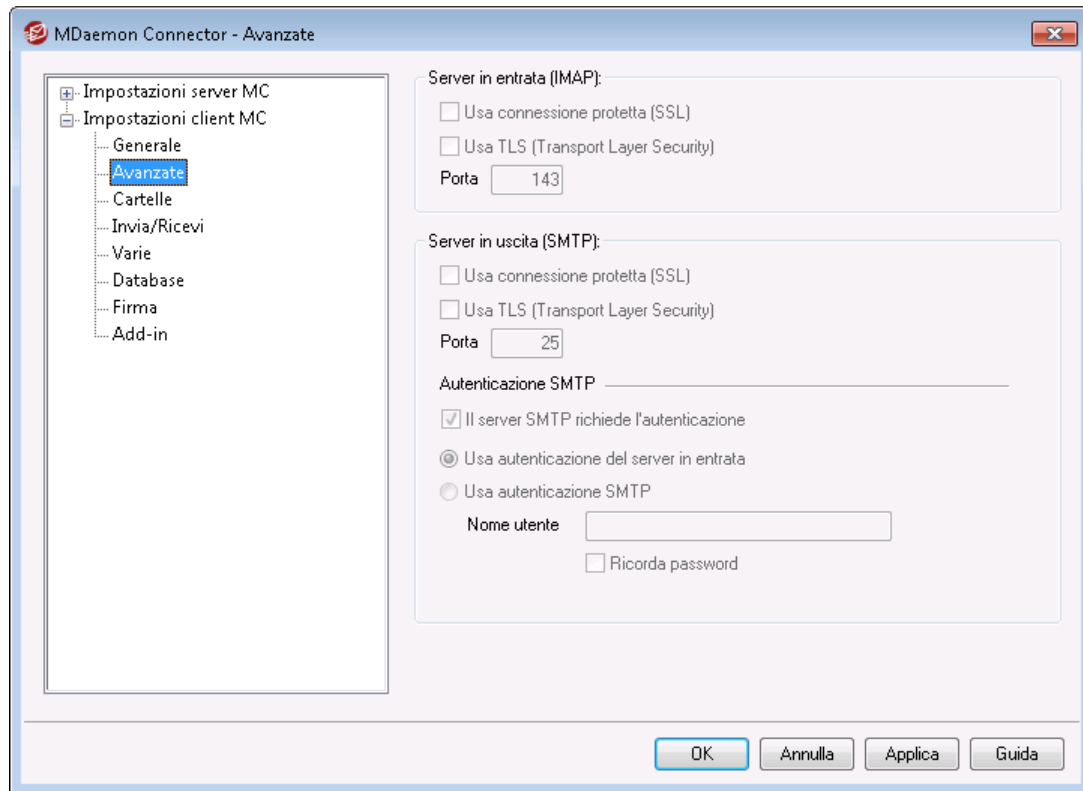 MDaemon Connector - Avanzate
Impostazioni server MC
Impostazioni client MC
Generale
Avanzate
Cartelle
Invia/Ricevi
Varie
Database
Firma
Add-in
Server in entrata (IMAP):
Usa connessione protetta (SSL)
Usa TLS (Transport Layer Security)
Porta 143
Server in uscita (SMTP):
Usa connessione protetta (SSL)
Usa TLS (Transport Layer Security)
Porta 25
Autenticazione SMTP
Il server SMTP richiede l'autenticazione
Usa autenticazione del server in entrata
Usa autenticazione SMTP
Nome utente
Ricorda password
OK Annulla Applica Guida